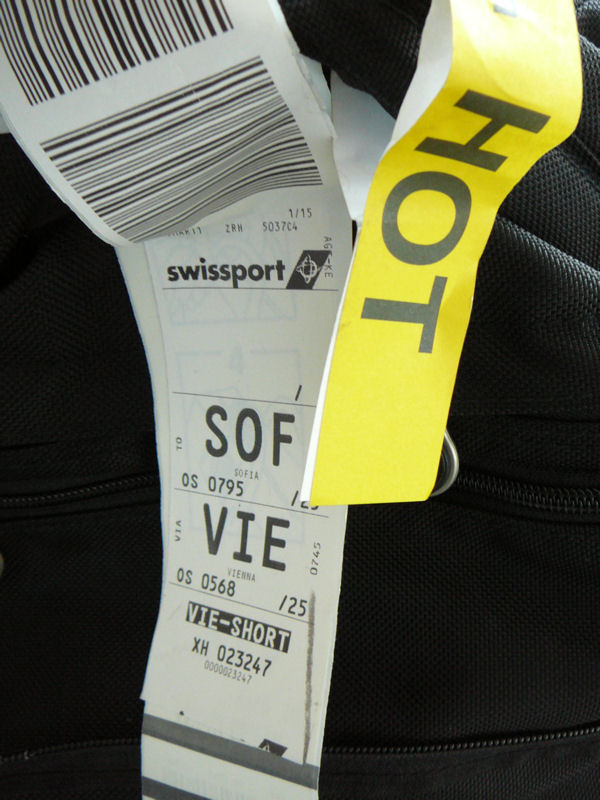 1/15
ZRH 5037C4
swissport
/
TO SOF
SOFIA
OS 0795
VIA VIE
0745
VIENNA
OS 0568 /25
VIE-SHORT
XH 023247
0000023247
HOT